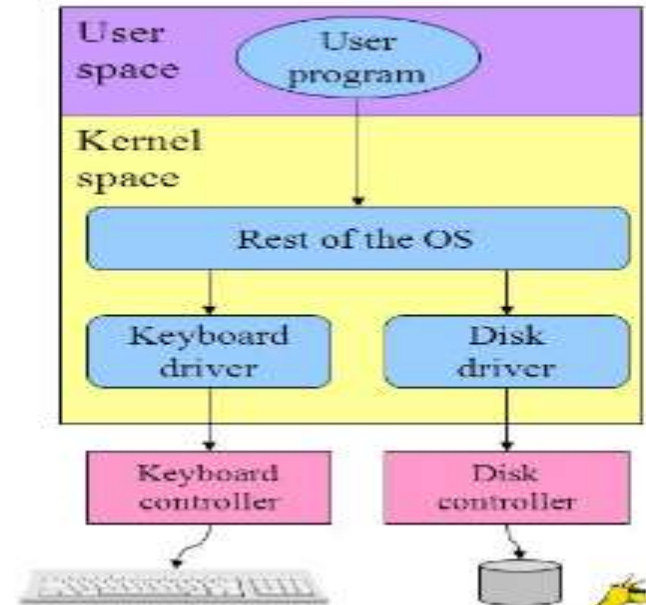 User
space
User
program
Kernel
space
Rest of the OS
Keyboard
driver
Disk
driver
Keyboard
controller
Disk
controller